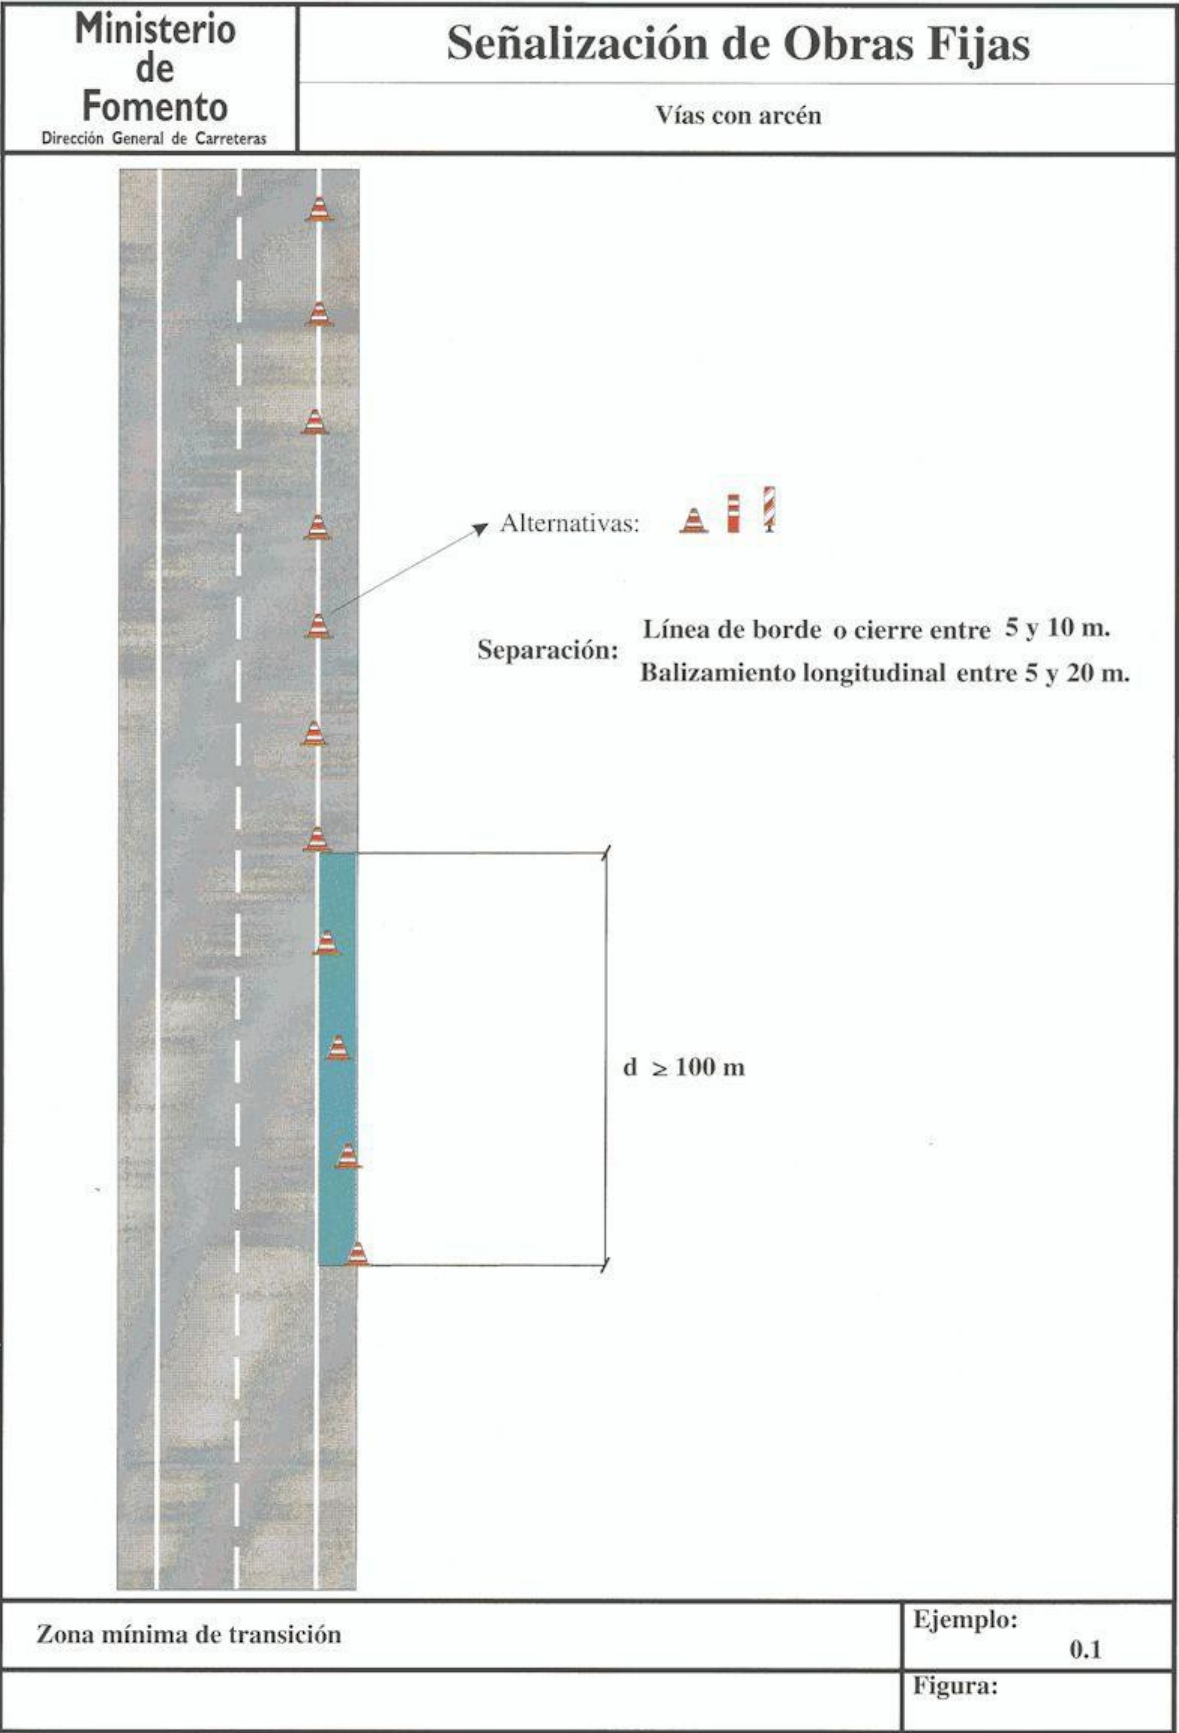 Ministerio
de
Fomento
Dirección General de Carreteras
Señalización de Obras Fijas
Vías con arcén
Alternativas:
Separación:
Línea de borde o cierre entre 5 y 10 m.
Balizamiento longitudinal entre 5 y 20 m.
d ≥ 100 m
Zona mínima de transición
Ejemplo:
0.1
Figura: